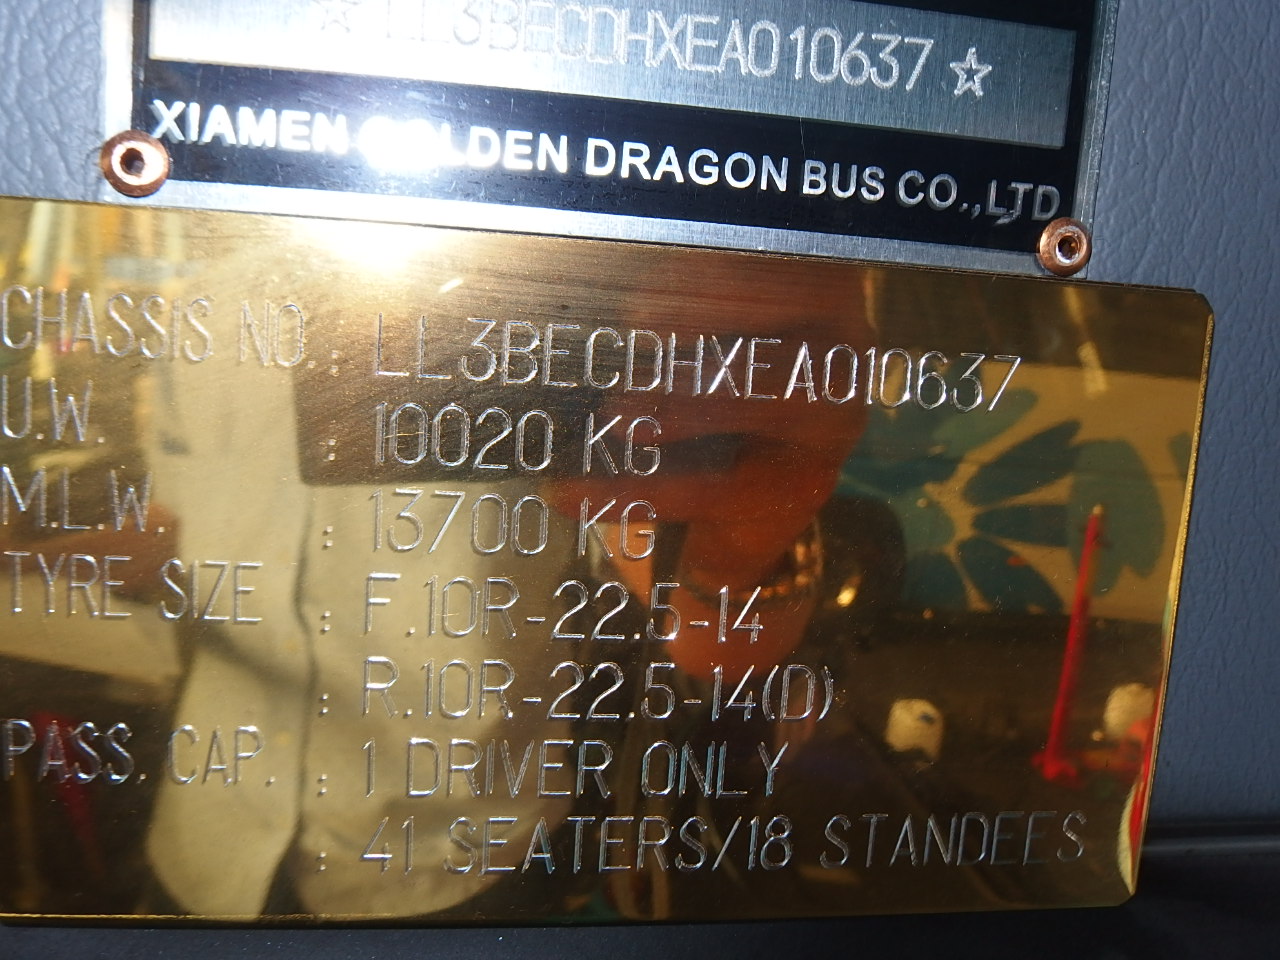 ☆ LL3BECDHXEA010637 ☆
XIAMEN GOLDEN DRAGON BUS CO.,LTD
CHASSIS NO. : LL3BECDHXEA010637
U.W. : 10020 KG
M.L.W. : 13700 KG
TYRE SIZE : F.10R-22.5-14
: R.10R-22.5-14(D)
PASS. CAP. : 1 DRIVER ONLY
: 41 SEATERS/18 STANDEES